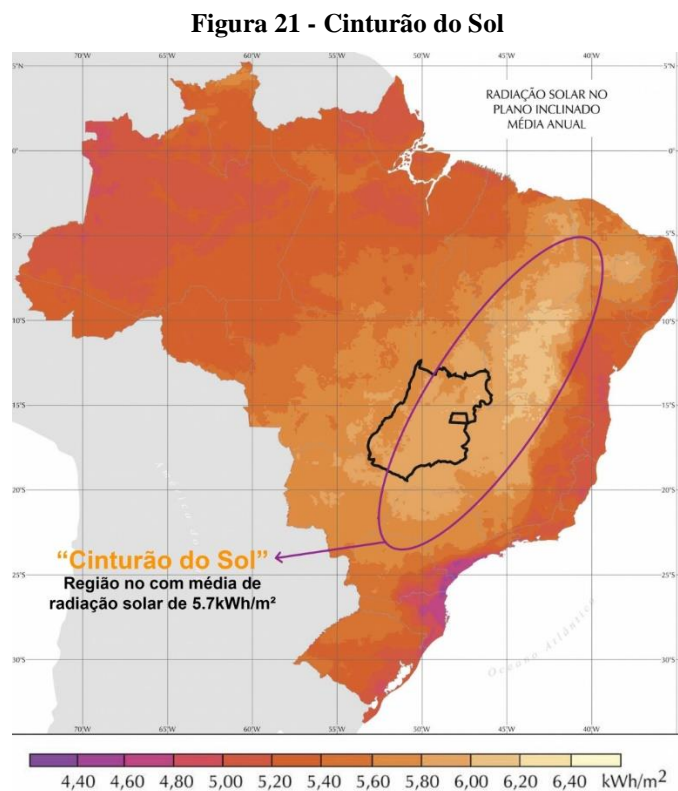 Figura 21 - Cinturão do Sol
RADIAÇÃO SOLAR NO
PLANO INCLINADO
MÉDIA ANUAL
70°W 60°W 55°W 50°W 45°W 40°W
5°N 5°N
0° 0°
5°S 5°S
10°S 10°S
15°S 15°S
20°S 20°S
25°S 25°S
30°S 30°S
“Cinturão do Sol”
Região no com média de
radiação solar de 5.7kWh/m²
Oceano Atlântico
70°W 65°W 60°W 55°W 50°W 45°W 40°W
4,40 4,60 4,80 5,00 5,20 5,40 5,60 5,80 6,00 6,20 6,40 kWh/m²